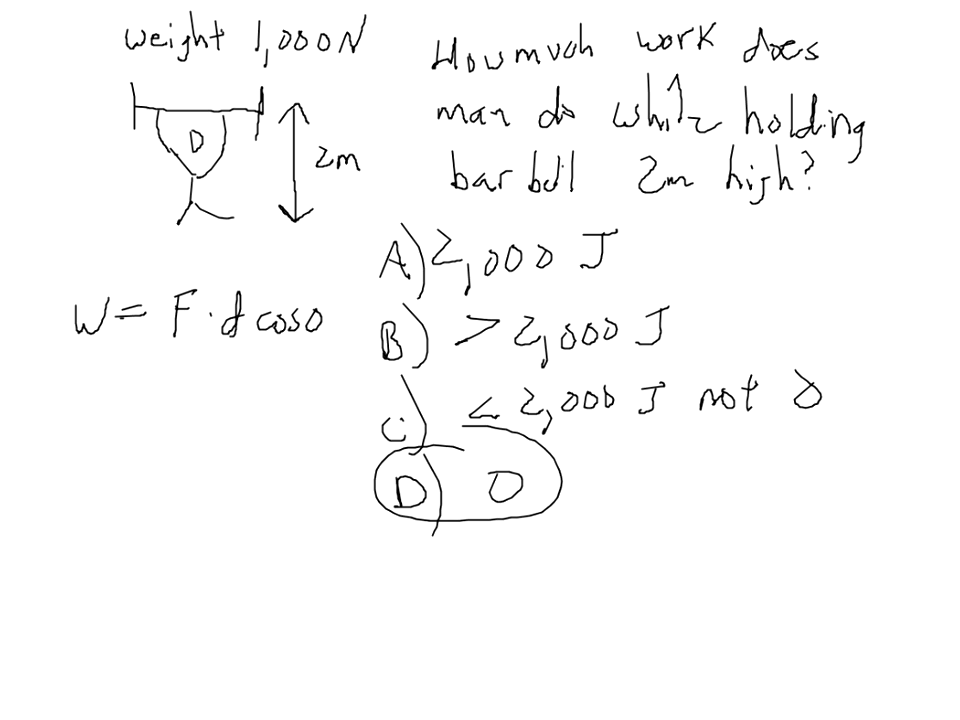 weight 1,000N
How much work does
man do while holding
barbell 2m high?
D
2m
A) 2,000 J
W = F·d cosθ
B) > 2,000 J
C) < 2,000 J not 0
D) 0